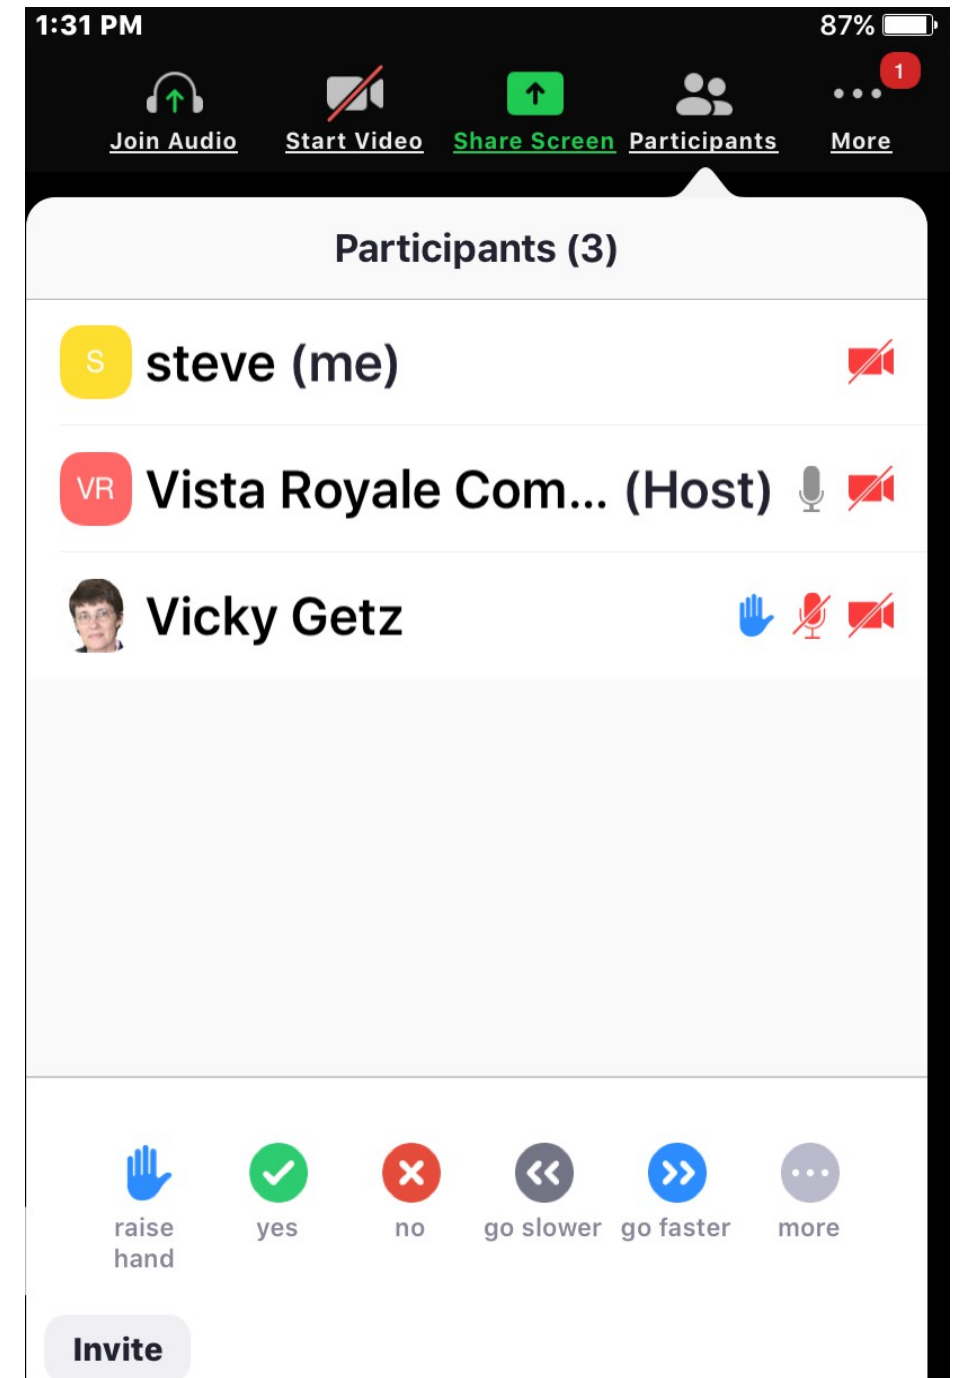 1:31 PM 87%
1
Join Audio Start Video Share Screen Participants More
Participants (3)
S steve (me)
VR Vista Royale Com... (Host)
Vicky Getz
raise hand yes no go slower go faster more
Invite